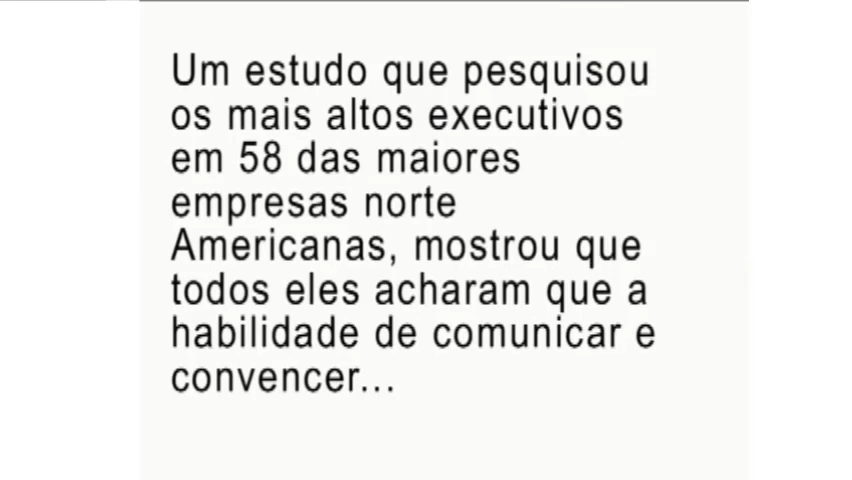 Um estudo que pesquisou
os mais altos executivos
em 58 das maiores
empresas norte
Americanas, mostrou que
todos eles acharam que a
habilidade de comunicar e
convencer...